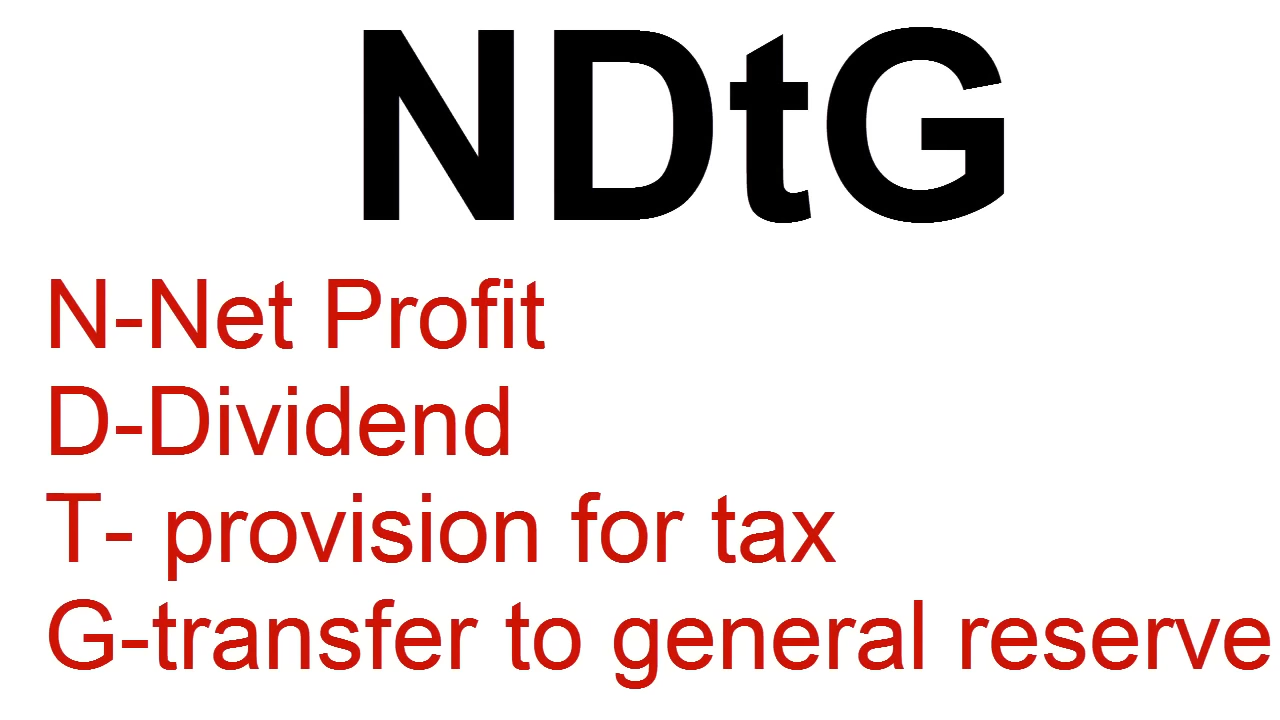 NDtG
N-Net Profit
D-Dividend
T- provision for tax
G-transfer to general reserve